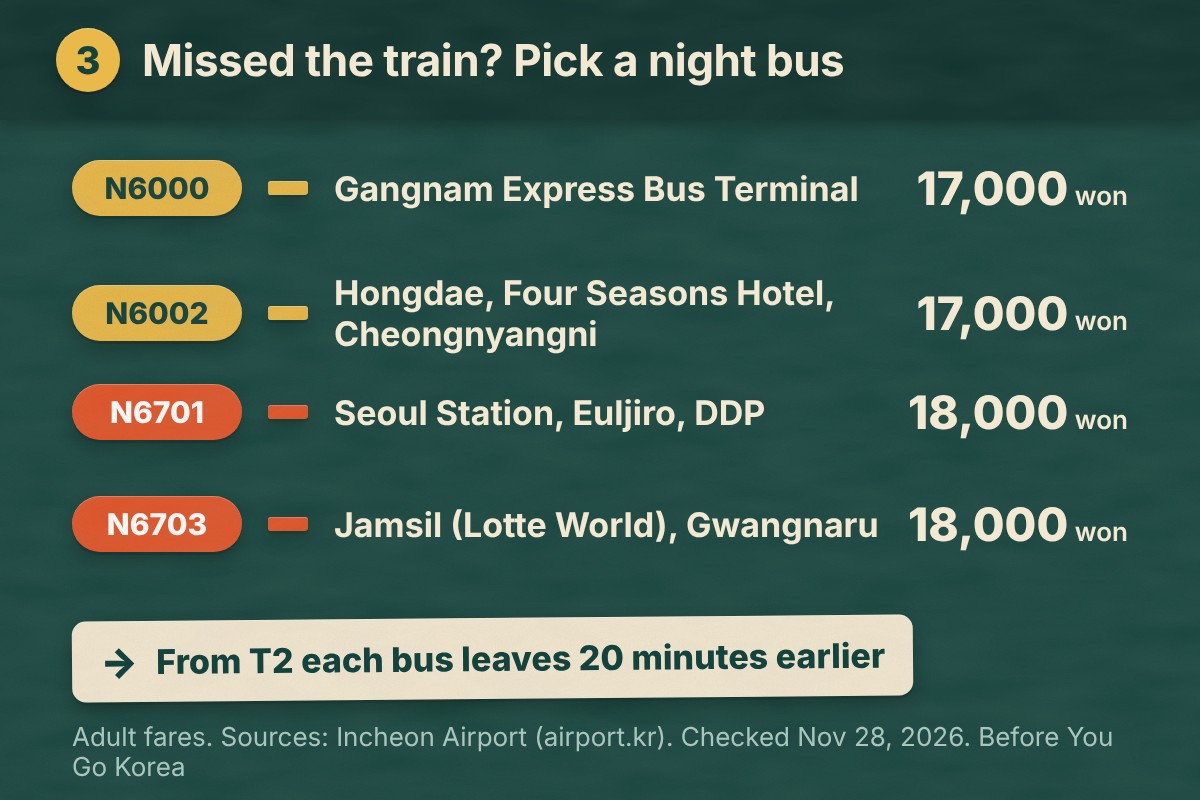 3 Missed the train? Pick a night bus
N6000 Gangnam Express Bus Terminal 17,000 won
N6002 Hongdae, Four Seasons Hotel,
Cheongnyangni 17,000 won
N6701 Seoul Station, Euljiro, DDP 18,000 won
N6703 Jamsil (Lotte World), Gwangnaru 18,000 won
→ From T2 each bus leaves 20 minutes earlier
Adult fares. Sources: Incheon Airport (airport.kr). Checked Nov 28, 2026. Before You
Go Korea